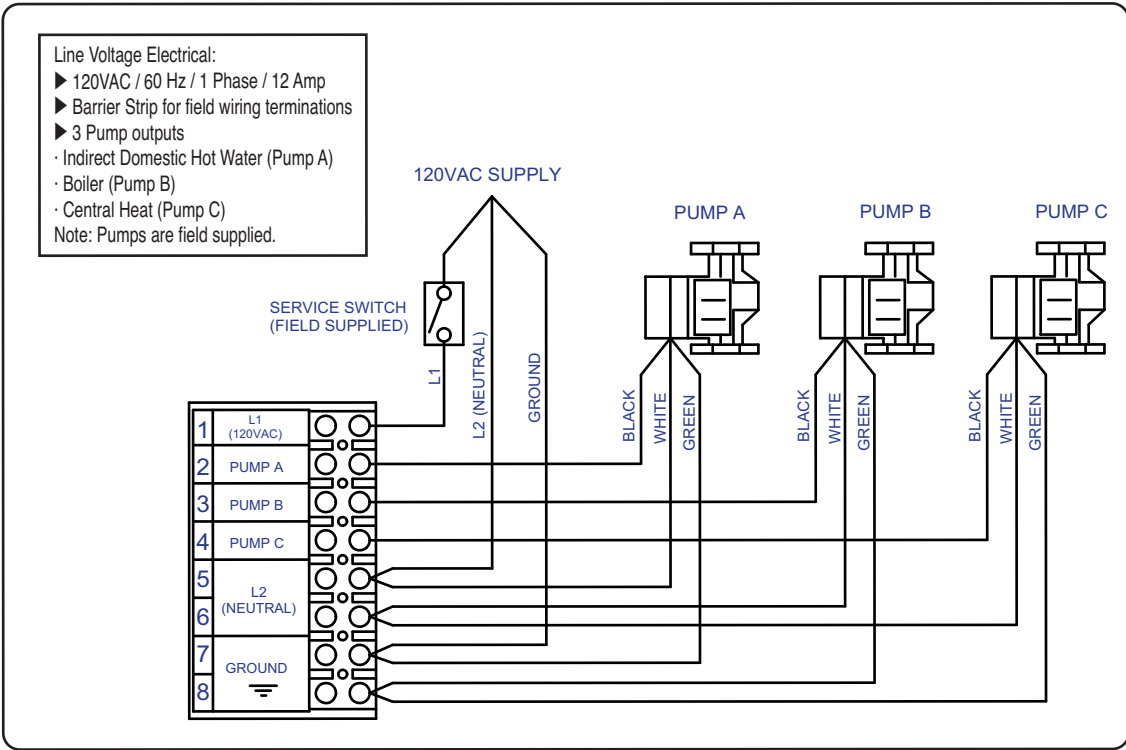 Line Voltage Electrical:
▶ 120VAC / 60 Hz / 1 Phase / 12 Amp
▶ Barrier Strip for field wiring terminations
▶ 3 Pump outputs
· Indirect Domestic Hot Water (Pump A)
· Boiler (Pump B)
· Central Heat (Pump C)
Note: Pumps are field supplied.
120VAC SUPPLY
PUMP A
PUMP B
PUMP C
SERVICE SWITCH
(FIELD SUPPLIED)
L1
L2 (NEUTRAL)
GROUND
BLACK
WHITE
GREEN
BLACK
WHITE
GREEN
BLACK
WHITE
GREEN
1
L1
(120VAC)
2
PUMP A
3
PUMP B
4
PUMP C
5
L2
(NEUTRAL)
6
7
GROUND
8